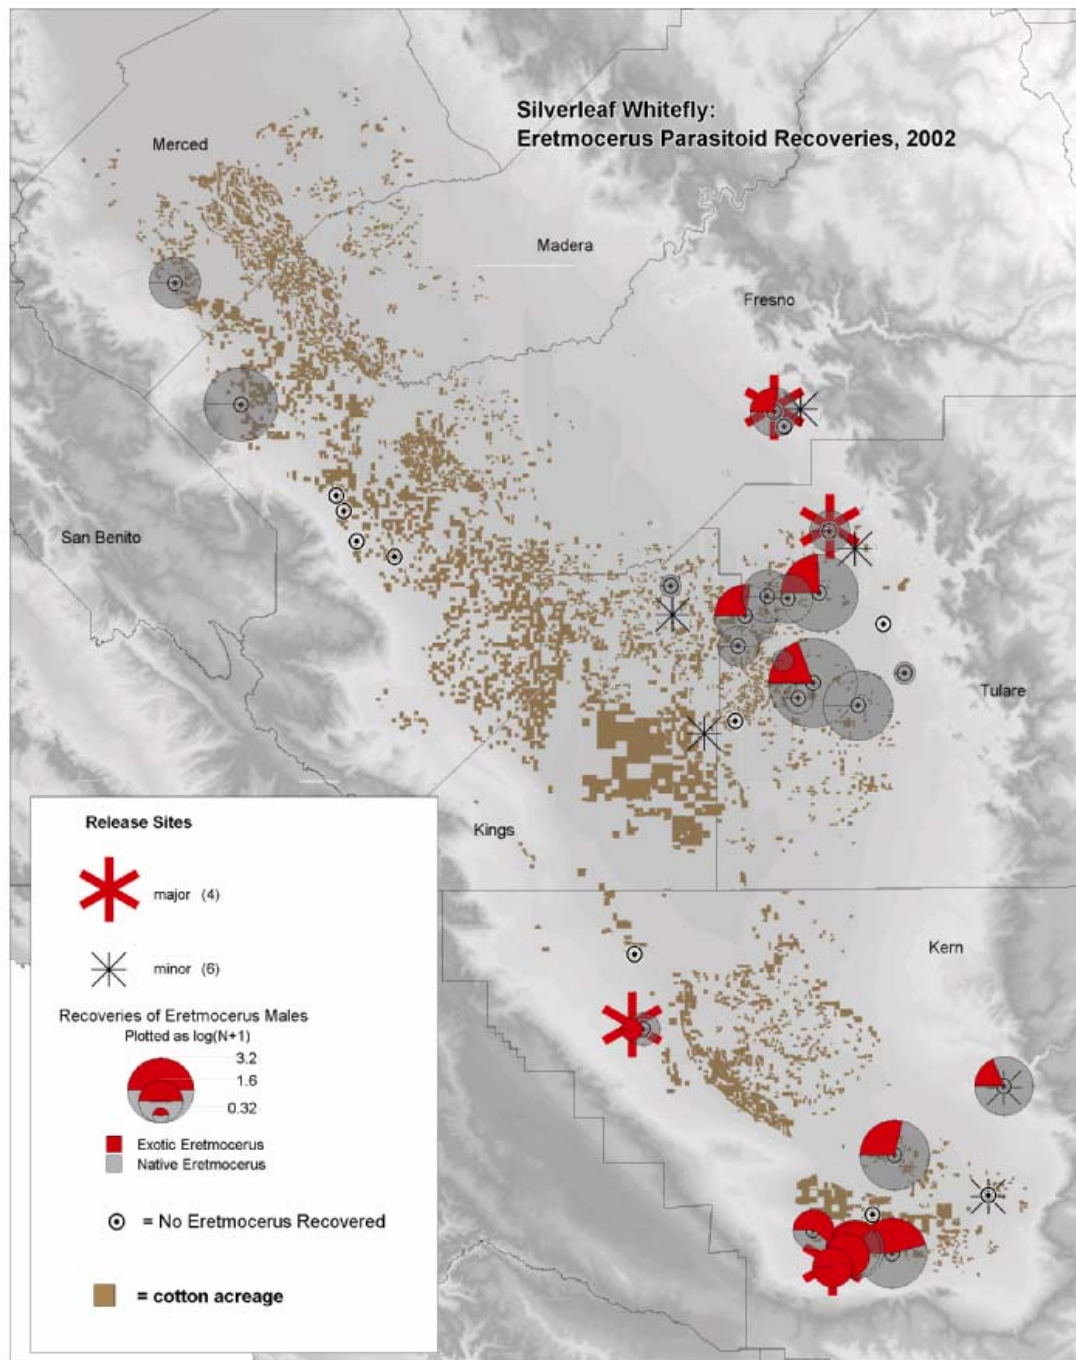 Silverleaf Whitefly:
Eretmocerus Parasitoid Recoveries, 2002
Merced
Madera
Fresno
San Benito
Tulare
Kings
Kern
Release Sites
major (4)
minor (6)
Recoveries of Eretmocerus Males
Plotted as log(N+1)
3.2
1.6
0.32
Exotic Eretmocerus
Native Eretmocerus
= No Eretmocerus Recovered
= cotton acreage